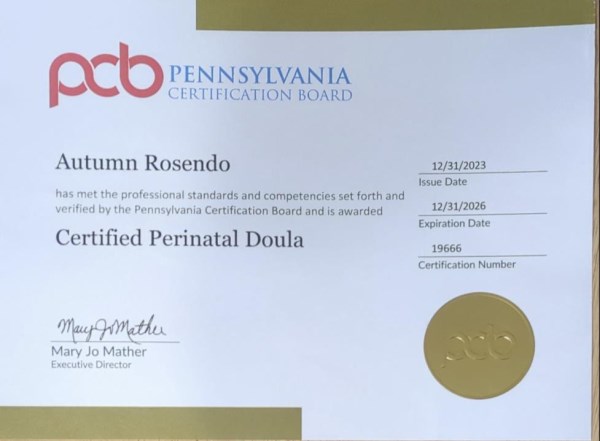 pcb PENNSYLVANIA
CERTIFICATION BOARD
Autumn Rosendo
has met the professional standards and competencies set forth and
verified by the Pennsylvania Certification Board and is awarded
Certified Perinatal Doula
12/31/2023
Issue Date
12/31/2026
Expiration Date
19666
Certification Number
Mary Jo Mather
Mary Jo Mather
Executive Director
pcb